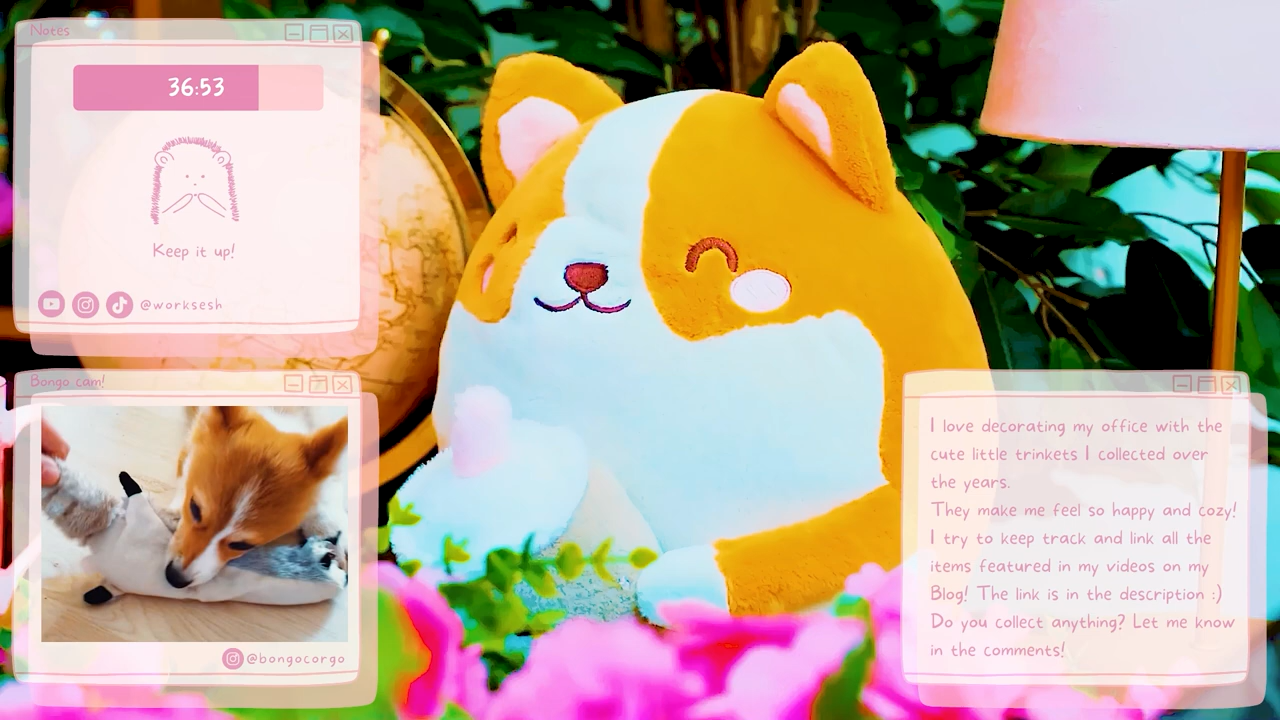 Notes
36:53
Keep it up!
@worksesh
Bongo cam!
@bongocorgo
I love decorating my office with the
cute little trinkets I collected over
the years.
They make me feel so happy and cozy!
I try to keep track and link all the
items featured in my videos on my
Blog! The link is in the description :)
Do you collect anything? Let me know
in the comments!